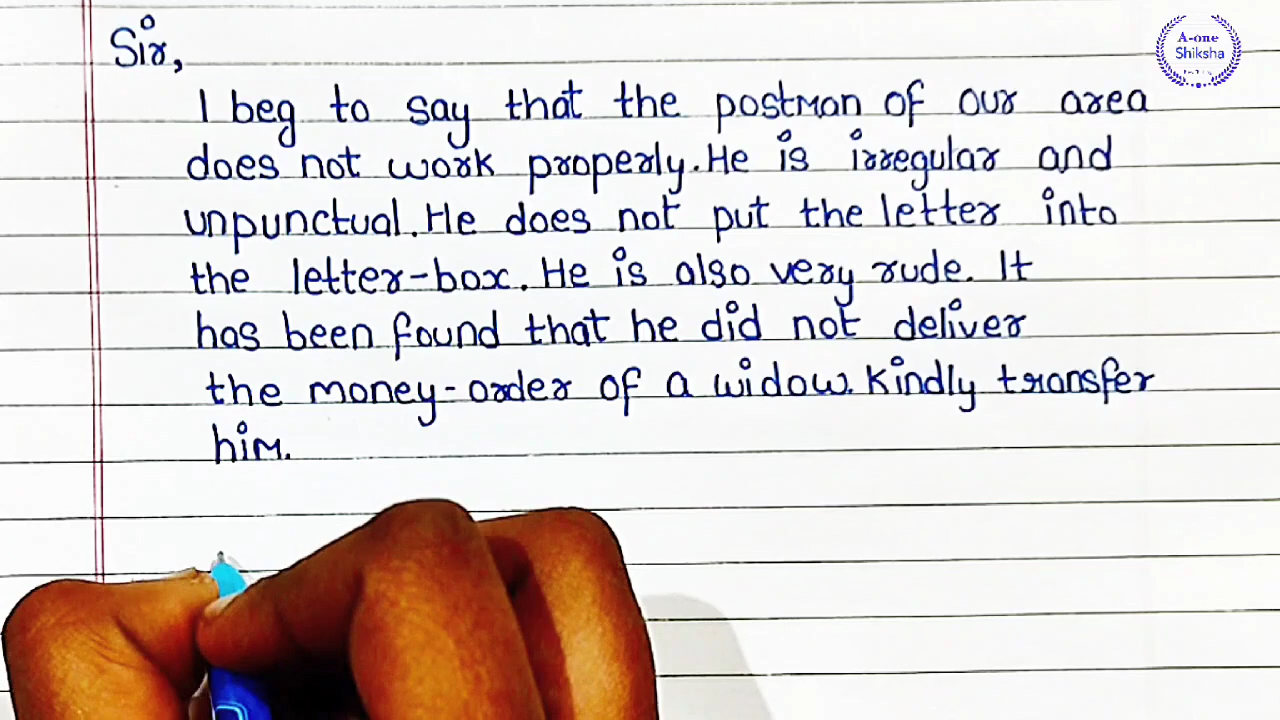 Sir,
I beg to say that the postman of our area
does not work properly. He is irregular and
unpunctual. He does not put the letter into
the letter-box. He is also very rude. It
has been found that he did not deliver
the money-order of a widow. Kindly transfer
him.
A-one
Shiksha